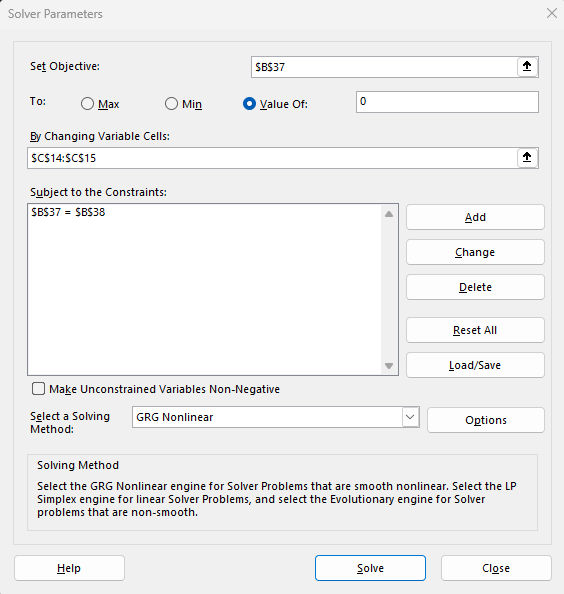 Solver Parameters
Set Objective:
$B$37
To:
Max
Min
Value Of:
0
By Changing Variable Cells:
$C$14:$C$15
Subject to the Constraints:
$B$37 = $B$38
Add
Change
Delete
Reset All
Load/Save
Make Unconstrained Variables Non-Negative
Select a Solving
Method:
GRG Nonlinear
Options
Solving Method
Select the GRG Nonlinear engine for Solver Problems that are smooth nonlinear. Select the LP
Simplex engine for linear Solver Problems, and select the Evolutionary engine for Solver
problems that are non-smooth.
Help
Solve
Close